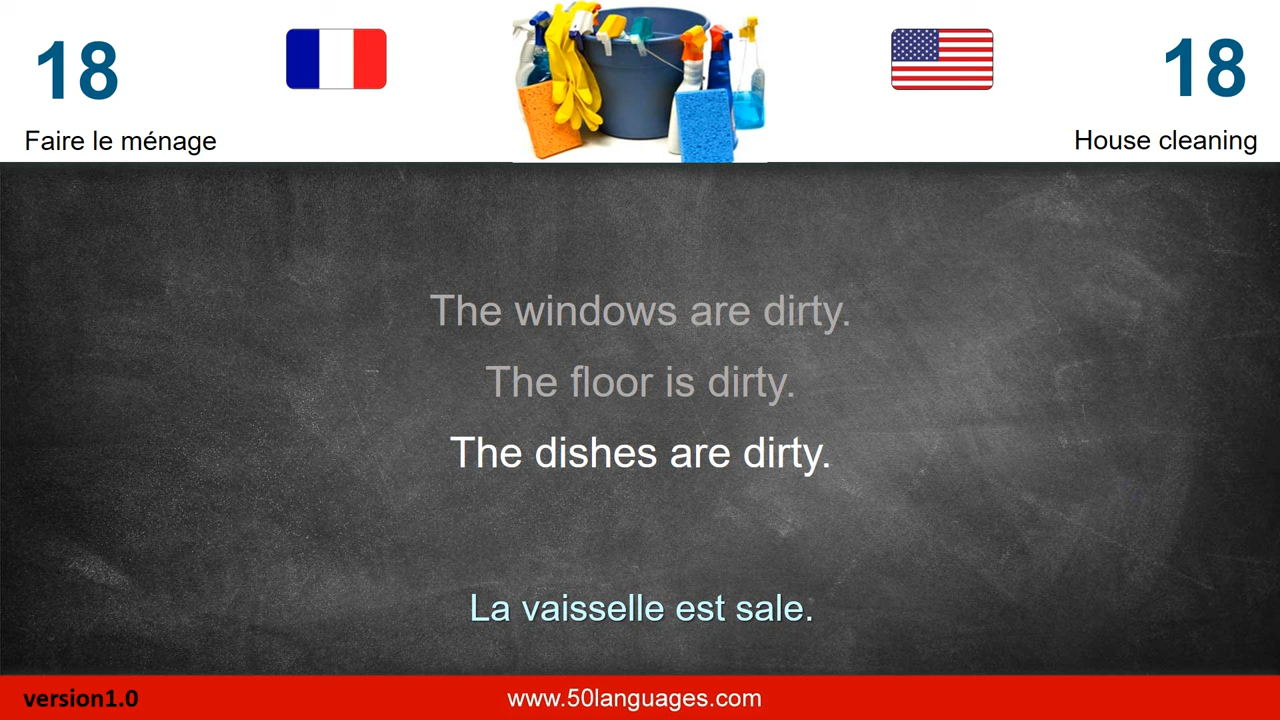 18
18
Faire le ménage
House cleaning
The windows are dirty.
The floor is dirty.
The dishes are dirty.
La vaisselle est sale.
version1.0
www.50languages.com